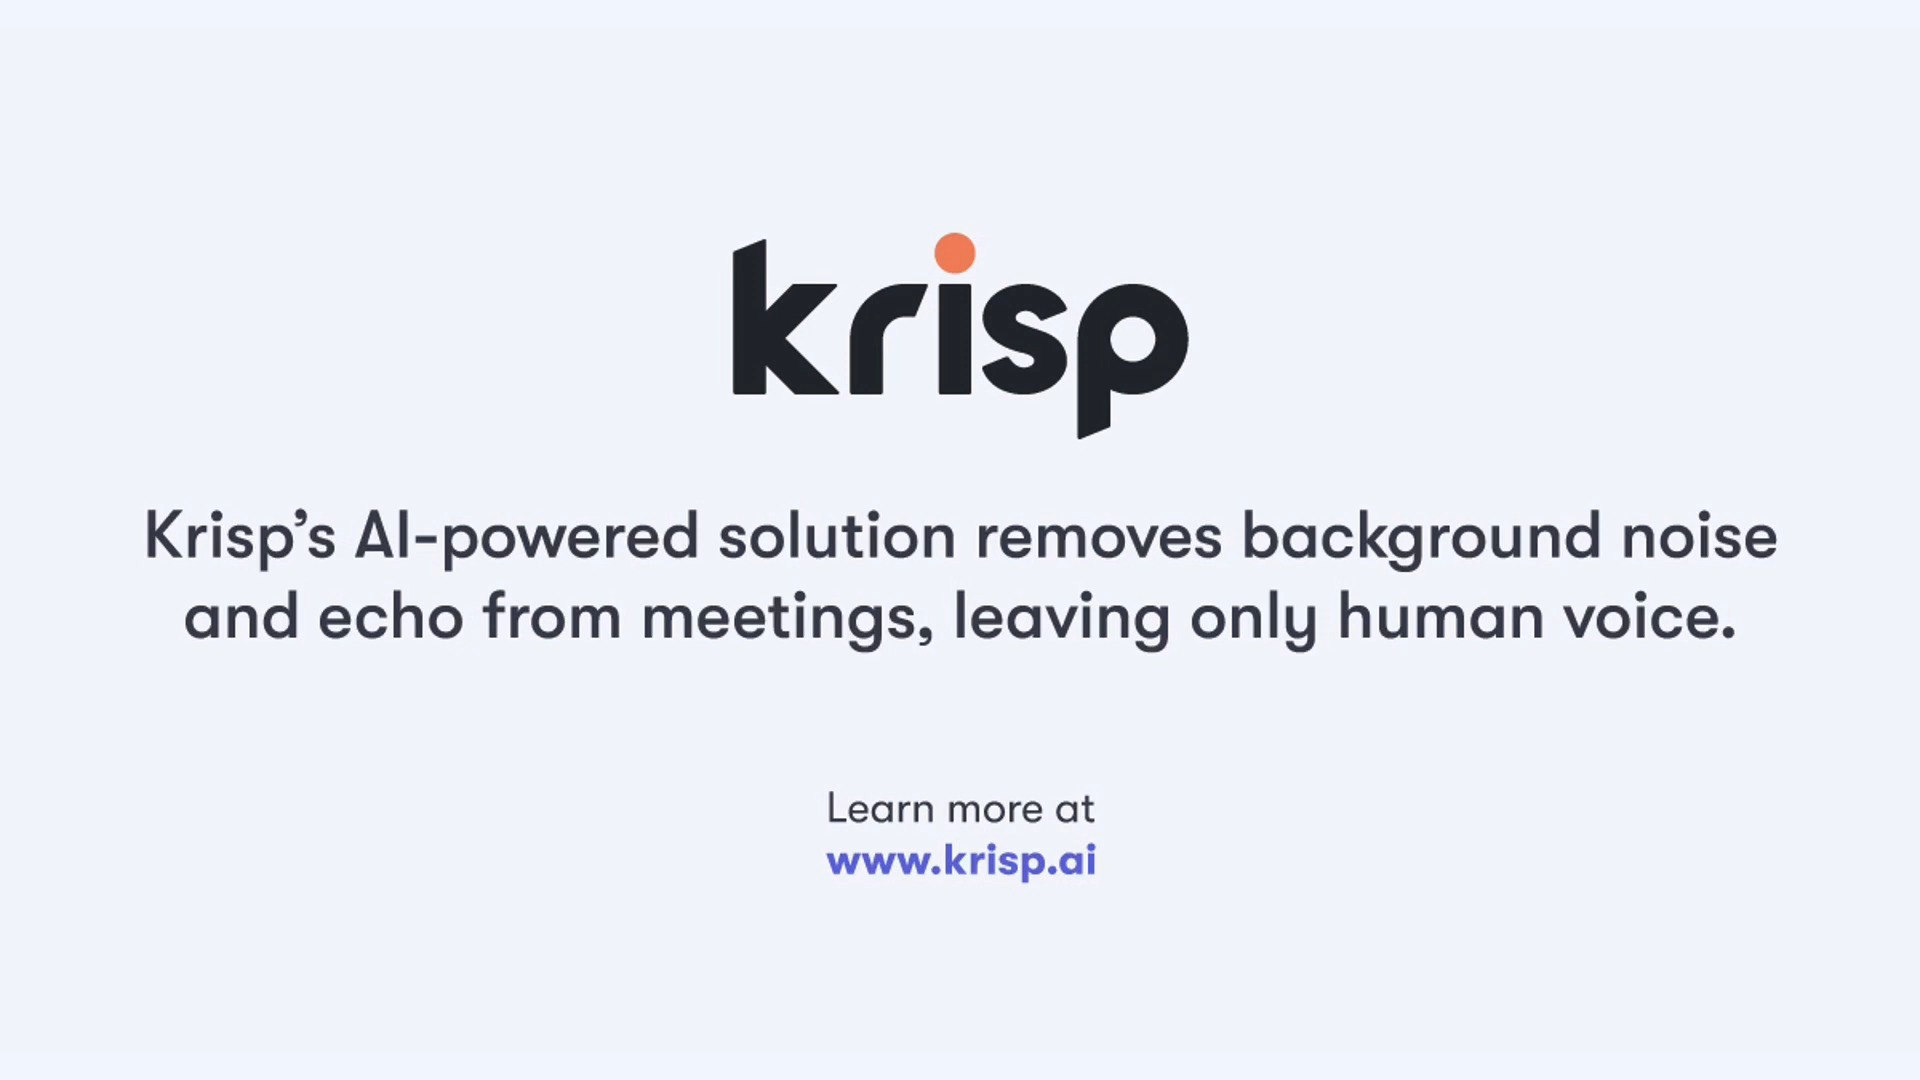 krisp
Krisp’s AI-powered solution removes background noise
and echo from meetings, leaving only human voice.
Learn more at
www.krisp.ai